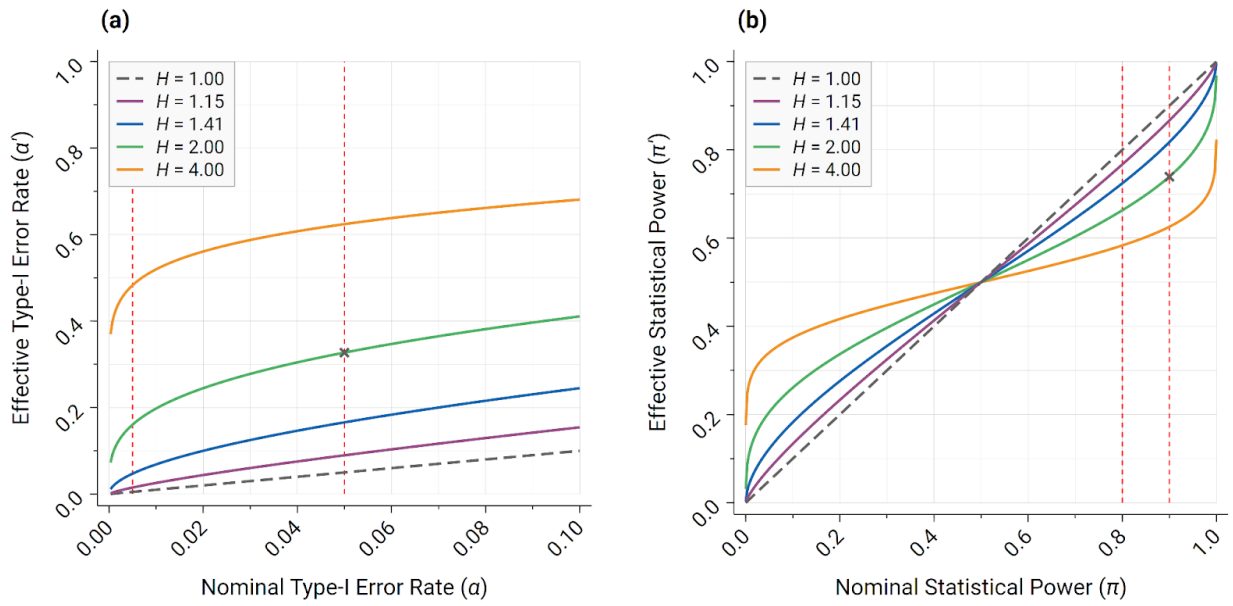 (a)
Effective Type-I Error Rate (α′)
1.0
0.8
0.6
0.4
0.2
0.0
H = 1.00
H = 1.15
H = 1.41
H = 2.00
H = 4.00
0.00
0.02
0.04
0.06
0.08
0.10
Nominal Type-I Error Rate (α)
(b)
Effective Statistical Power (π′)
1.0
0.8
0.6
0.4
0.2
0.0
H = 1.00
H = 1.15
H = 1.41
H = 2.00
H = 4.00
0.0
0.2
0.4
0.6
0.8
1.0
Nominal Statistical Power (π)